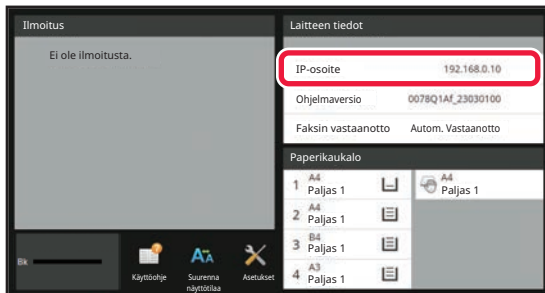 Ilmoitus
Ei ole ilmoitusta.
Laitteen tiedot
IP-osoite 192.168.0.10
Ohjelmaversio 0078Q1Af_23030100
Faksin vastaanotto Autom. Vastaanotto
Paperikaukalo
1 A4
Paljas 1
A4
Paljas 1
2 A4
Paljas 1
3 B4
Paljas 1
4 A3
Paljas 1
Bk
Käyttöohje
Suurenna
näyttötilaa
Asetukset